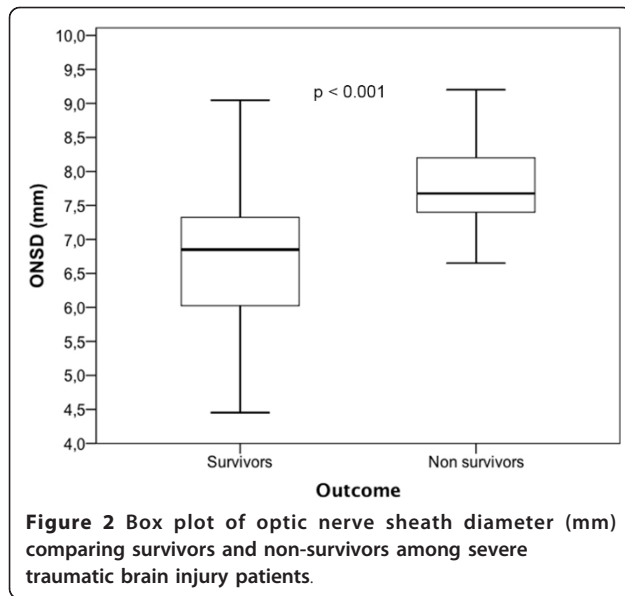 10,0
9,5
9,0
8,5
8,0
7,5
7,0
6,5
6,0
5,5
5,0
4,5
4,0
ONSD (mm)
p < 0.001
Survivors Non survivors
Outcome
Figure 2 Box plot of optic nerve sheath diameter (mm)
comparing survivors and non-survivors among severe
traumatic brain injury patients.